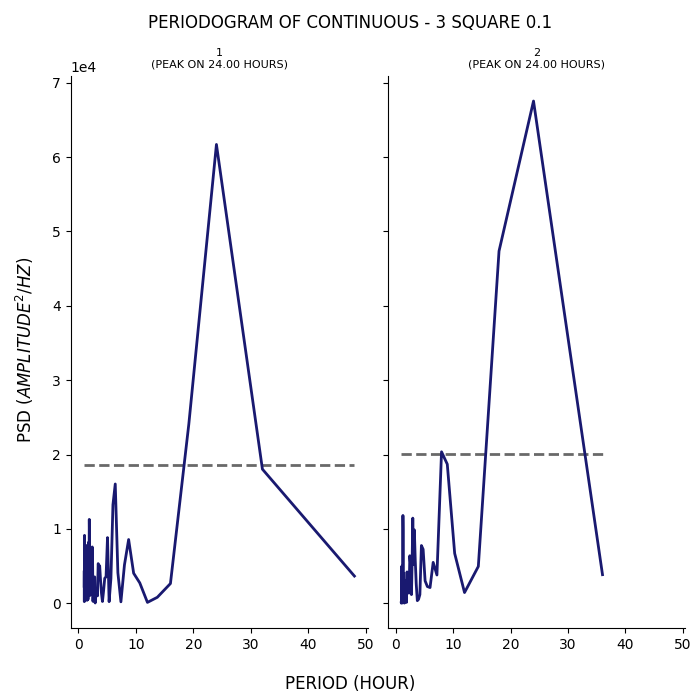 PERIODOGRAM OF CONTINUOUS - 3 SQUARE 0.1
1
(PEAK ON 24.00 HOURS)
2
(PEAK ON 24.00 HOURS)
1e4
7
6
5
4
3
2
1
0
PSD (AMPLITUDE²/HZ)
0 10 20 30 40 50
0 10 20 30 40 50
PERIOD (HOUR)